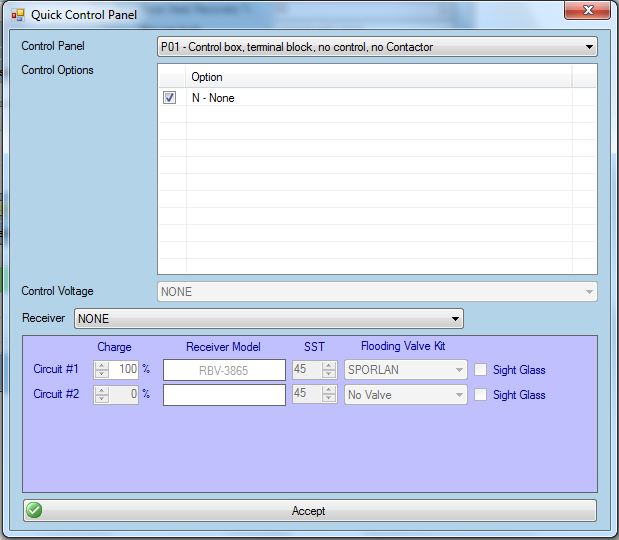 Quick Control Panel
Control Panel P01 - Control box, terminal block, no control, no Contactor
Control Options
Option
N - None
Control Voltage NONE
Receiver NONE
Charge Receiver Model SST Flooding Valve Kit
Circuit #1 100 % RBV-3865 45 SPORLAN Sight Glass
Circuit #2 0 % 45 No Valve Sight Glass
Accept